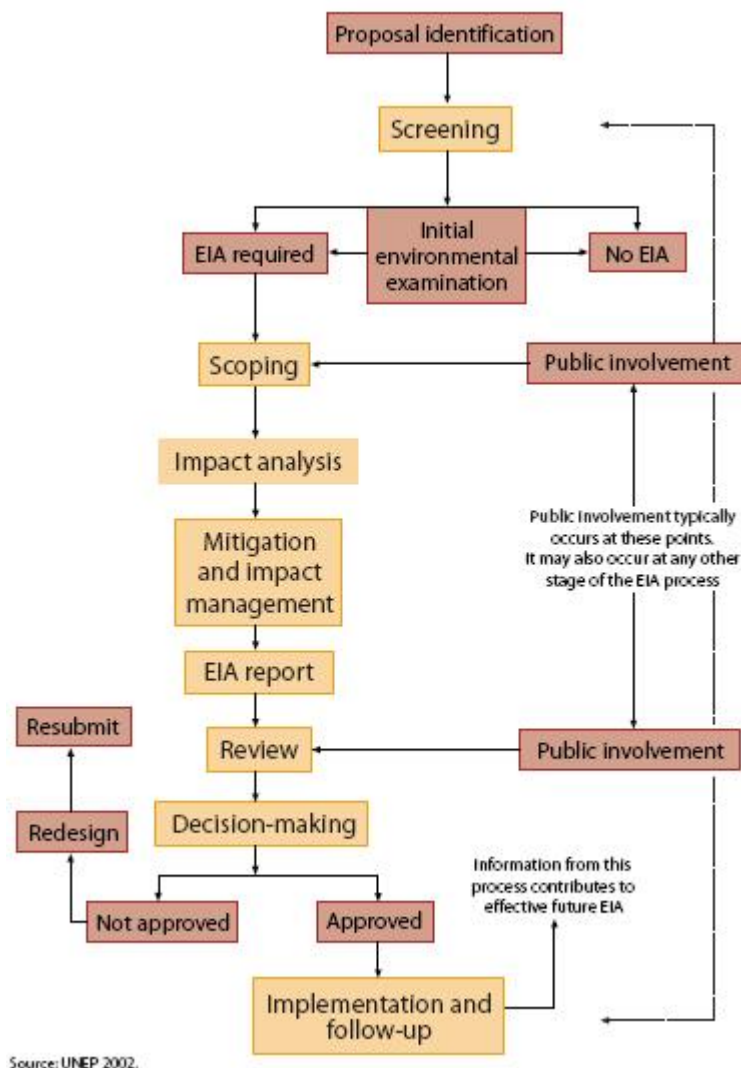 Proposal identification
Screening
EIA required
Initial
environmental
examination
No EIA
Scoping
Public involvement
Impact analysis
Public involvement typically
occurs at these points.
It may also occur at any other
stage of the EIA process
Mitigation
and impact
management
EIA report
Resubmit
Review
Public involvement
Redesign
Decision-making
Information from this
process contributes to
effective future EIA
Not approved
Approved
Implementation and
follow-up
Source: UNEP 2002.